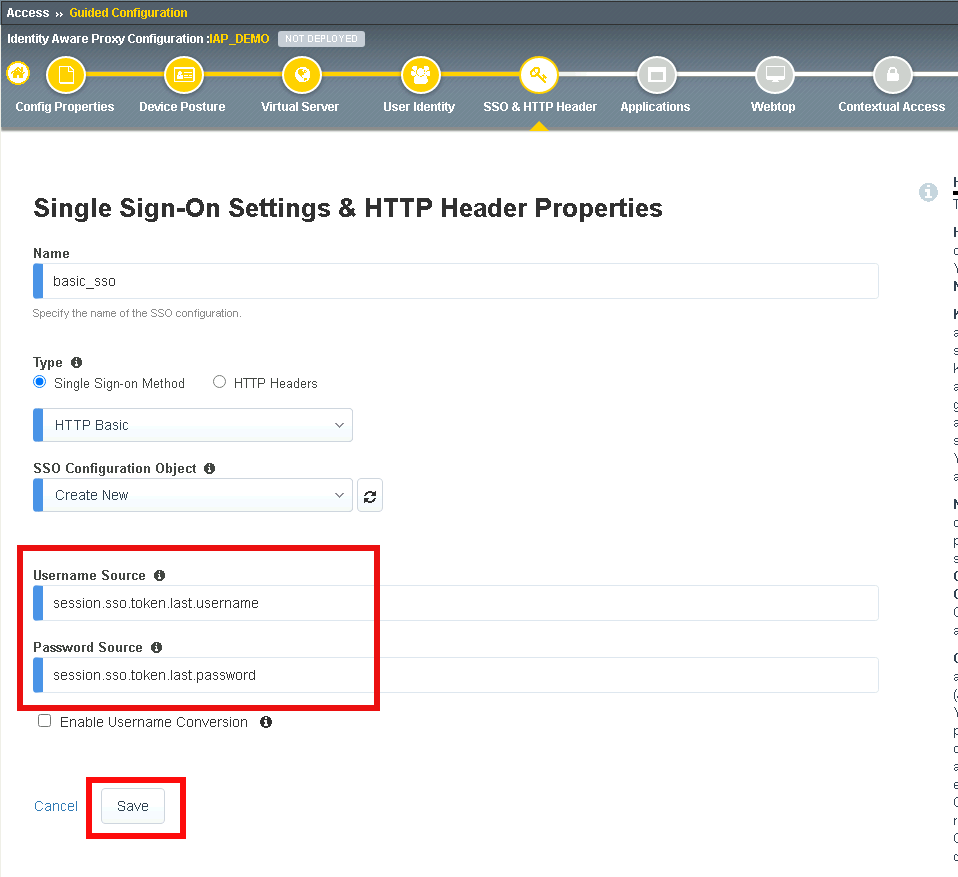 Access ›› Guided Configuration
Identity Aware Proxy Configuration :IAP_DEMO NOT DEPLOYED
Config Properties Device Posture Virtual Server User Identity SSO & HTTP Header Applications Webtop Contextual Access
Single Sign-On Settings & HTTP Header Properties
Name
basic_sso
Specify the name of the SSO configuration.
Type
Single Sign-on Method HTTP Headers
HTTP Basic
SSO Configuration Object
Create New
Username Source
session.sso.token.last.username
Password Source
session.sso.token.last.password
Enable Username Conversion
Cancel Save